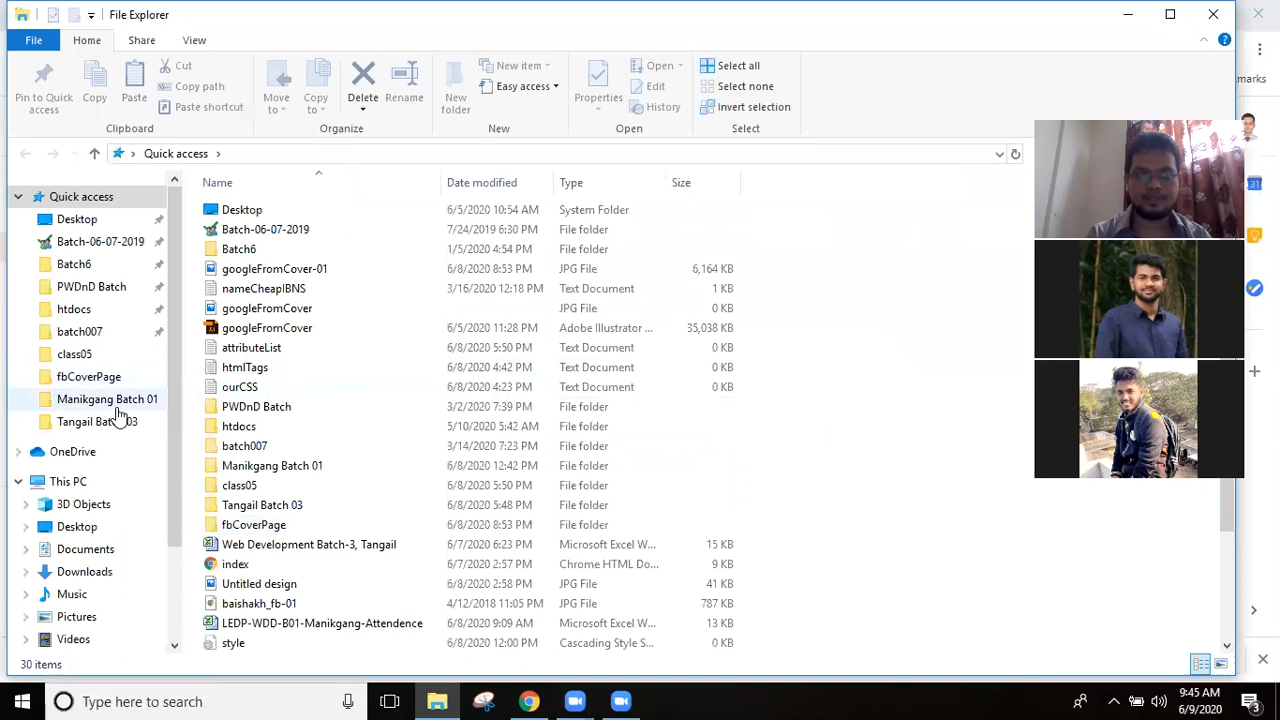 File Explorer
File Home Share View
Pin to Quick access
Copy
Paste
Cut
Copy path
Paste shortcut
Clipboard
Move to
Copy to
Delete
Rename
Organize
New folder
New item
Easy access
New
Properties
Open
Edit
History
Open
Select all
Select none
Invert selection
Select
marks
Quick access
Quick access
Desktop
Batch-06-07-2019
Batch6
PWDnD Batch
htdocs
batch007
class05
fbCoverPage
Manikgang Batch 01
Tangail Bat 03
OneDrive
This PC
3D Objects
Desktop
Documents
Downloads
Music
Pictures
Videos
Name Date modified Type Size
Desktop 6/5/2020 10:54 AM System Folder
Batch-06-07-2019 7/24/2019 6:30 PM File folder
Batch6 1/5/2020 4:54 PM File folder
googleFromCover-01 6/8/2020 8:53 PM JPG File 6,164 KB
nameCheapIBNS 3/16/2020 12:18 PM Text Document 1 KB
googleFromCover JPG File 0 KB
googleFromCover 6/5/2020 11:28 PM Adobe Illustrator ... 35,038 KB
attributeList 6/8/2020 5:50 PM Text Document 0 KB
htmlTags 6/8/2020 4:42 PM Text Document 0 KB
ourCSS 6/8/2020 4:23 PM Text Document 0 KB
PWDnD Batch 3/2/2020 7:39 PM File folder
htdocs 5/10/2020 5:42 AM File folder
batch007 3/14/2020 7:23 PM File folder
Manikgang Batch 01 6/8/2020 12:42 PM File folder
class05 6/8/2020 5:50 PM File folder
Tangail Batch 03 6/8/2020 5:48 PM File folder
fbCoverPage 6/8/2020 8:53 PM File folder
Web Development Batch-3, Tangail 6/7/2020 6:23 PM Microsoft Excel W... 15 KB
index 6/7/2020 2:57 PM Chrome HTML Do... 9 KB
Untitled design 6/8/2020 2:58 PM JPG File 41 KB
baishakh_fb-01 4/12/2018 11:05 PM JPG File 787 KB
LEDP-WDD-B01-Manikgang-Attendence 6/8/2020 9:09 AM Microsoft Excel W... 13 KB
style 6/8/2020 12:00 PM Cascading Style S... 0 KB
30 items
Type here to search
9:45 AM
6/9/2020
3